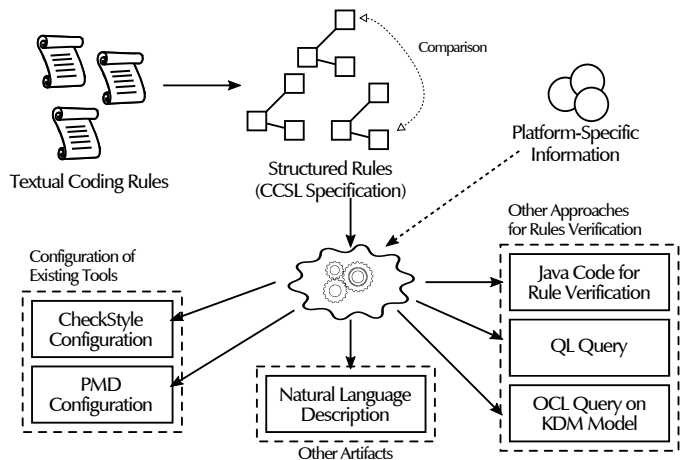 Comparison
Textual Coding Rules
Structured Rules
(CCSL Specification)
Platform-Specific
Information
Other Approaches
for Rules Verification
Configuration of
Existing Tools
CheckStyle
Configuration
PMD
Configuration
Natural Language
Description
Other Artifacts
Java Code for
Rule Verification
QL Query
OCL Query on
KDM Model